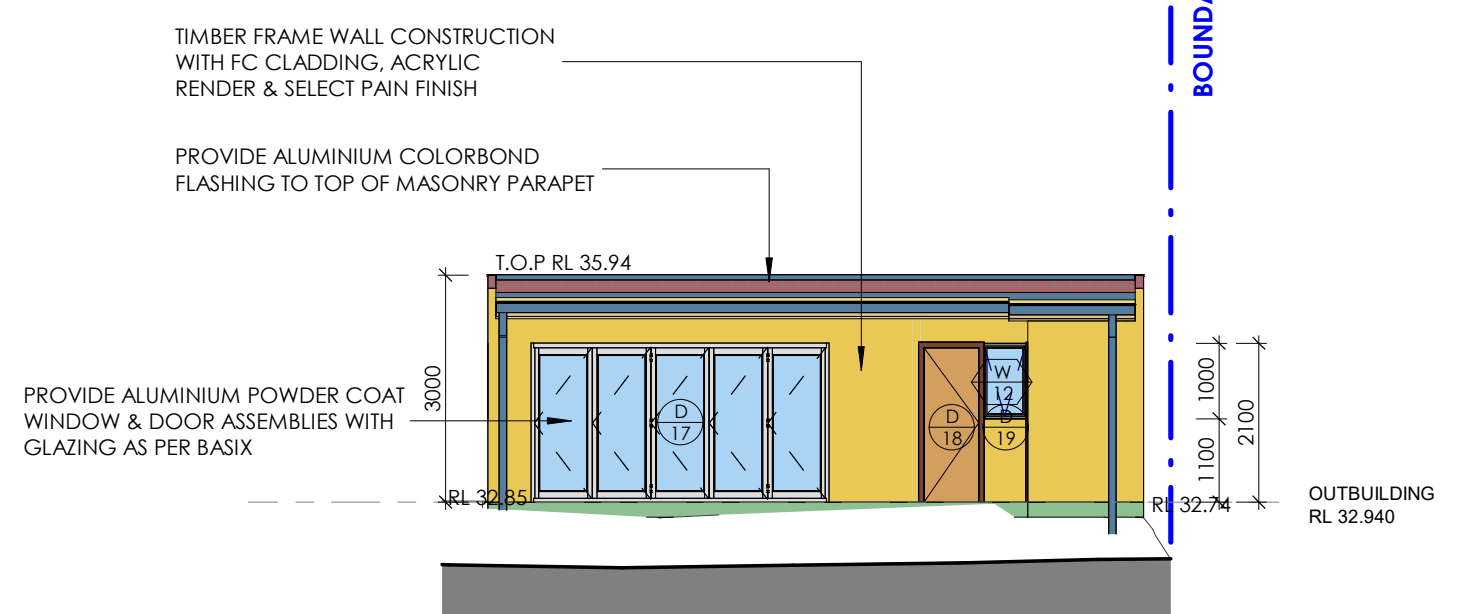 TIMBER FRAME WALL CONSTRUCTION
WITH FC CLADDING, ACRYLIC
RENDER & SELECT PAIN FINISH
BOUNDA
PROVIDE ALUMINIUM COLORBOND
FLASHING TO TOP OF MASONRY PARAPET
T.O.P RL 35.94
3000
PROVIDE ALUMINIUM POWDER COAT
WINDOW & DOOR ASSEMBLIES WITH
GLAZING AS PER BASIX
D
17
D
18
W
12
D
19
1000
1100
2100
RL 32.85
RL 32.74
OUTBUILDING
RL 32.940